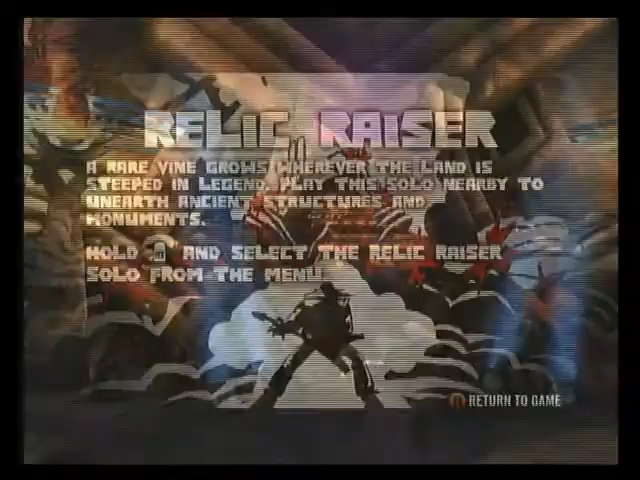 RELIC RAISER
A RARE VINE GROWS WHEREVER THE LAND IS
STEEPED IN LEGEND. PLAY THIS SOLO NEARBY TO
UNEARTH ANCIENT STRUCTURES AND
MONUMENTS.
HOLD AND SELECT THE RELIC RAISER
SOLO FROM THE MENU.
RETURN TO GAME